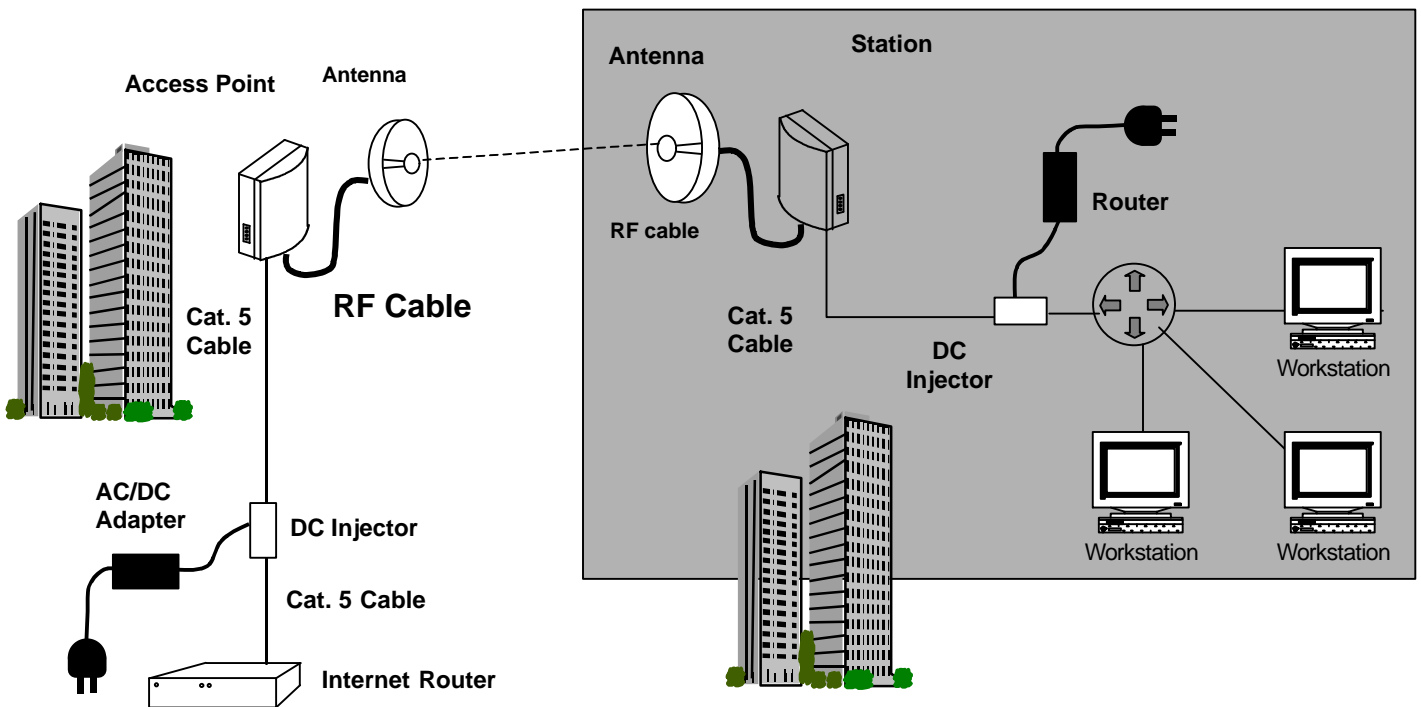 Access Point
Antenna
RF Cable
Cat. 5
Cable
AC/DC
Adapter
DC Injector
Cat. 5 Cable
Internet Router
Station
Antenna
RF cable
Cat. 5
Cable
Router
DC
Injector
Workstation
Workstation
Workstation